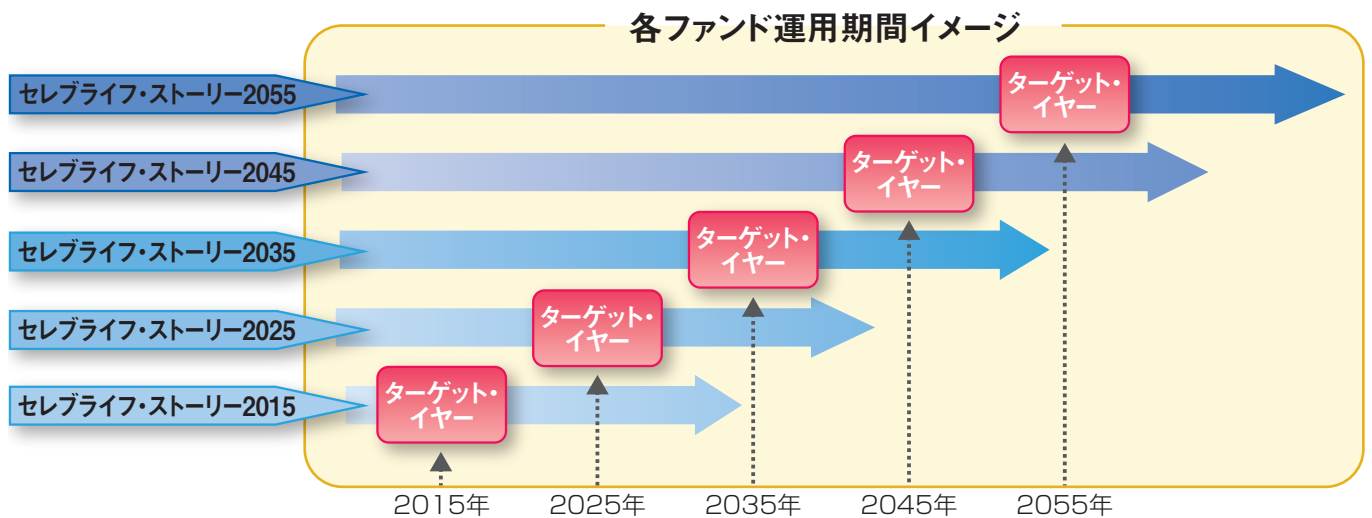 各ファンド運用期間イメージ
セレブライフ・ストーリー2055
ターゲット・
イヤー
セレブライフ・ストーリー2045
ターゲット・
イヤー
セレブライフ・ストーリー2035
ターゲット・
イヤー
セレブライフ・ストーリー2025
ターゲット・
イヤー
セレブライフ・ストーリー2015
ターゲット・
イヤー
2015年 2025年 2035年 2045年 2055年